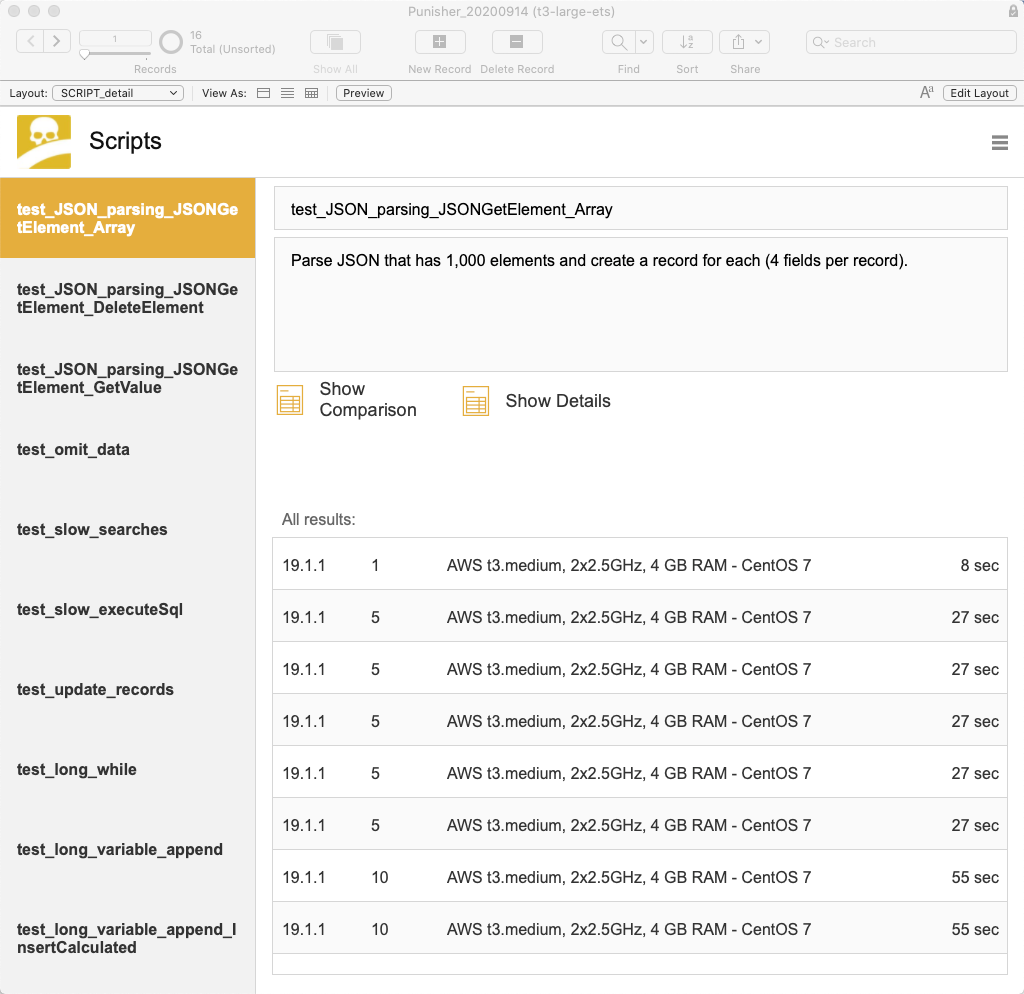 Punisher_20200914 (t3-large-ets)
1
16
Total (Unsorted)
Search
Records
Show All
New Record
Delete Record
Find
Sort
Share
Layout: SCRIPT_detail View As: Preview Aa Edit Layout
Scripts
test_JSON_parsing_JSONGe
tElement_Array
test_JSON_parsing_JSONGe
tElement_DeleteElement
test_JSON_parsing_JSONGe
tElement_GetValue
test_omit_data
test_slow_searches
test_slow_executeSql
test_update_records
test_long_while
test_long_variable_append
test_long_variable_append_I
nsertCalculated
test_JSON_parsing_JSONGetElement_Array
Parse JSON that has 1,000 elements and create a record for each (4 fields per record).
Show
Comparison
Show Details
All results:
19.1.1 1 AWS t3.medium, 2x2.5GHz, 4 GB RAM - CentOS 7 8 sec
19.1.1 5 AWS t3.medium, 2x2.5GHz, 4 GB RAM - CentOS 7 27 sec
19.1.1 5 AWS t3.medium, 2x2.5GHz, 4 GB RAM - CentOS 7 27 sec
19.1.1 5 AWS t3.medium, 2x2.5GHz, 4 GB RAM - CentOS 7 27 sec
19.1.1 5 AWS t3.medium, 2x2.5GHz, 4 GB RAM - CentOS 7 27 sec
19.1.1 5 AWS t3.medium, 2x2.5GHz, 4 GB RAM - CentOS 7 27 sec
19.1.1 10 AWS t3.medium, 2x2.5GHz, 4 GB RAM - CentOS 7 55 sec
19.1.1 10 AWS t3.medium, 2x2.5GHz, 4 GB RAM - CentOS 7 55 sec